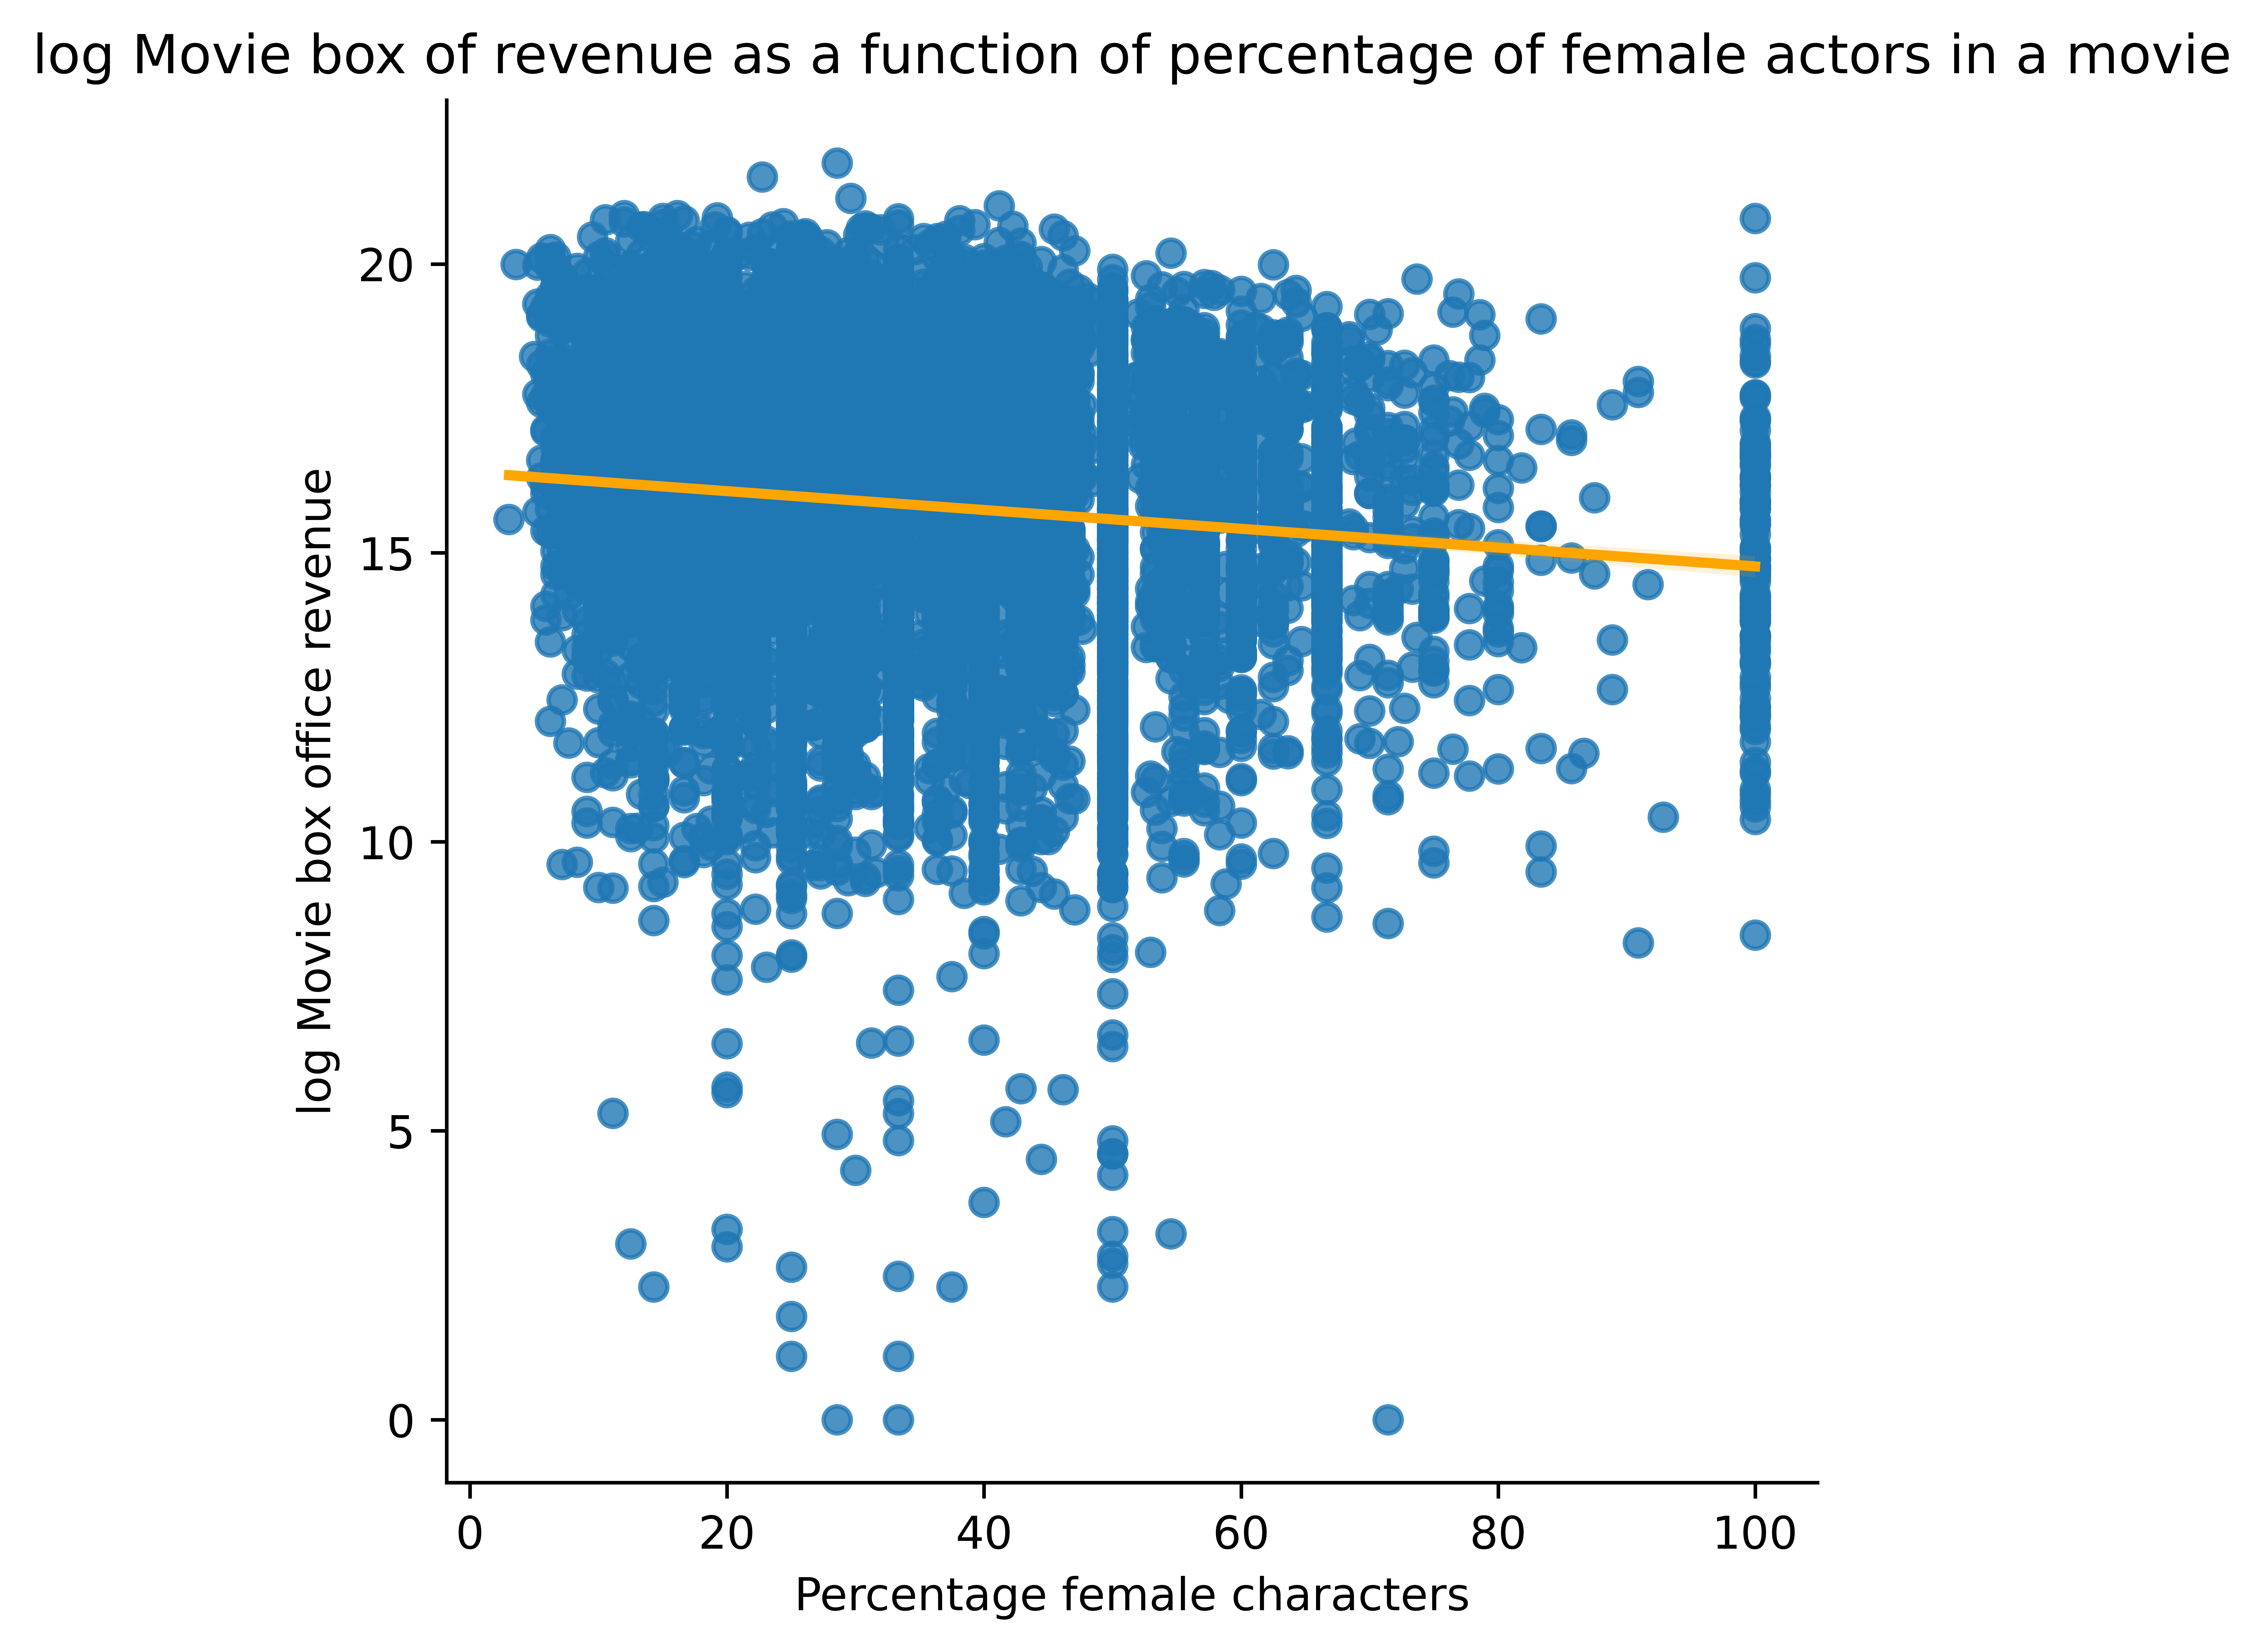 log Movie box of revenue as a function of percentage of female actors in a movie
log Movie box office revenue
20
15
10
5
0
0 20 40 60 80 100
Percentage female characters